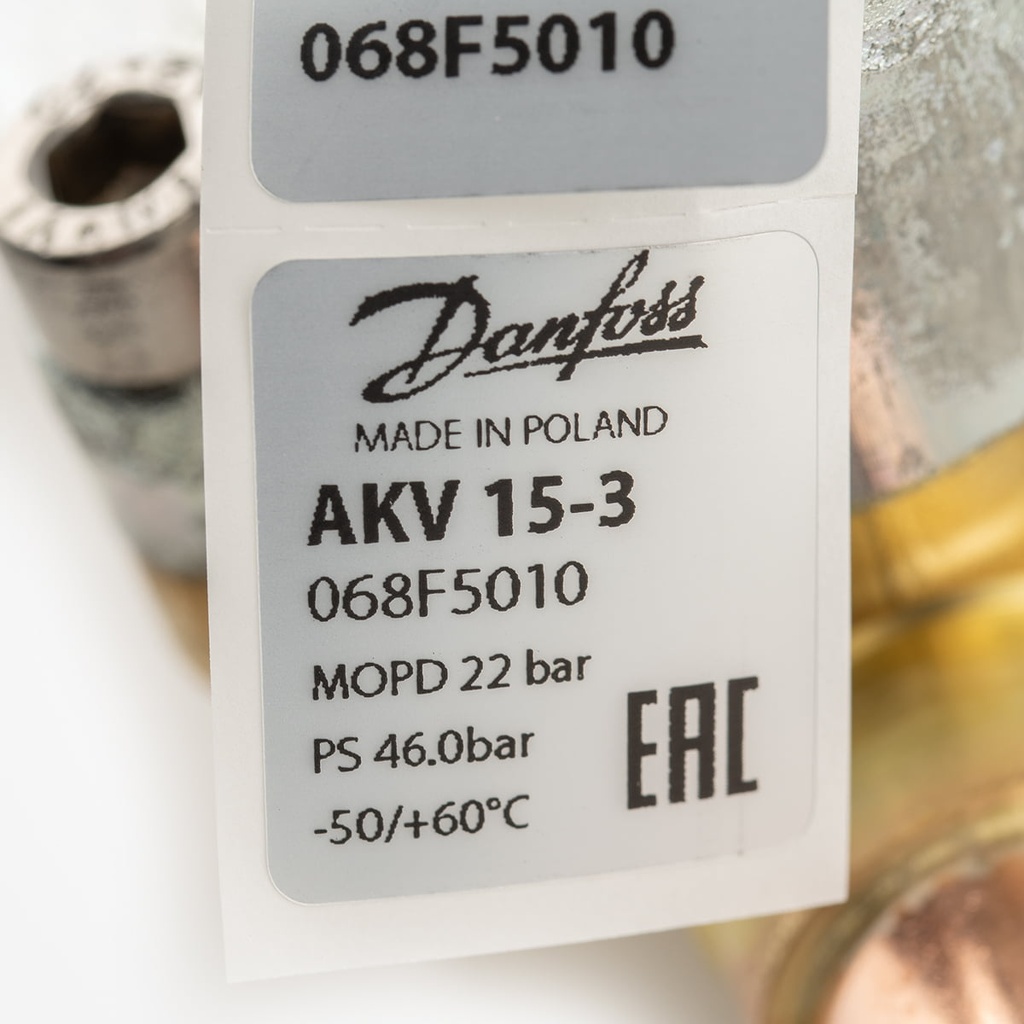 068F5010
Danfoss
MADE IN POLAND
AKV 15-3
068F5010
MOPD 22 bar
PS 46.0bar
-50/+60°C
EAC